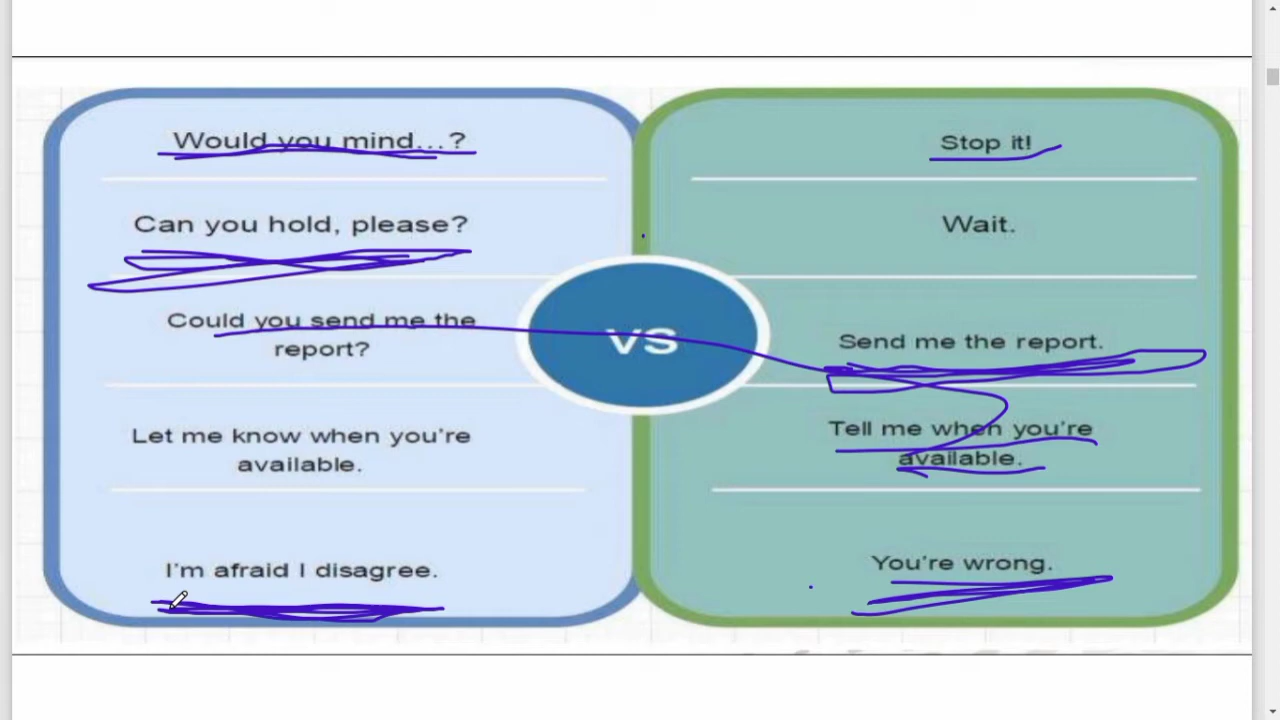 Would you mind...?
Can you hold, please?
Could you send me the
report?
Let me know when you're
available.
I'm afraid I disagree.
VS
Stop it!
Wait.
Send me the report.
Tell me when you're
available.
You're wrong.